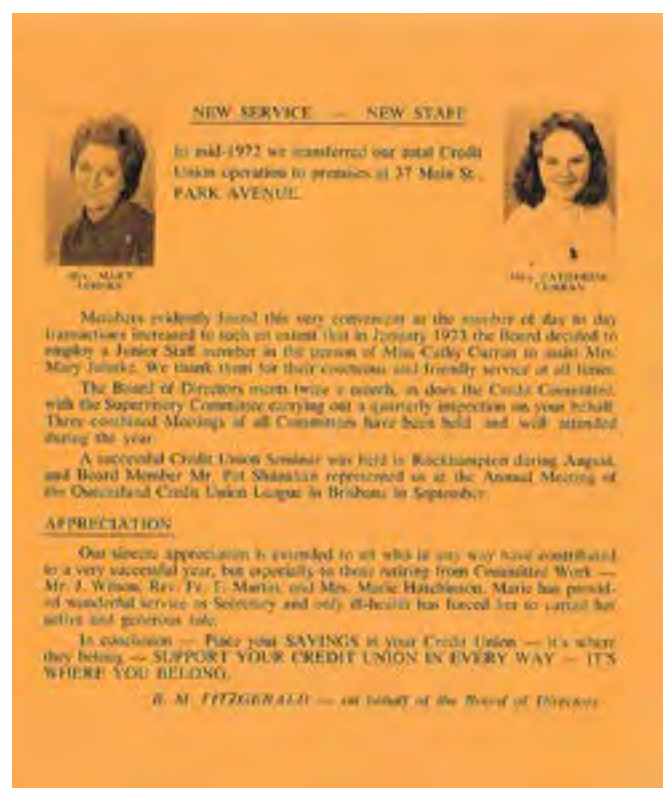 NEW SERVICE — NEW STAFF
In mid-1972 we transferred our total Credit
Union operation to premises at 37 Main St.,
PARK AVENUE.
Mrs. MARY
Miss CATHERINE
CURRAN
Members evidently found this very convenient as the number of day to day
transactions increased to such an extent that in January 1973 the Board decided to
employ a Junior Staff member in the person of Miss Cathy Curran to assist Mrs.
Mary We thank them for their courteous and friendly service at all times.
The Board of Directors meets twice a month, as does the Credit Committee,
with the Supervisory Committee carrying out a quarterly inspection on your behalf.
Three combined Meetings of all Committees have been held and well attended
during the year.
A successful Credit Union Seminar was held in Rockhampton during August,
and Board Member Mr. Pat Shanahan represented us at the Annual Meeting of
the Queensland Credit Union League in Brisbane in September.
APPRECIATION
Our sincere appreciation is extended to all who in any way have contributed
to a very successful year, but especially to those retiring from Committee Work —
Mr. J. Wilson, Rev. Fr. E. Martin, and Mrs. Marie Hutchinson. Marie has provid-
ed wonderful service as Secretary and only ill-health has forced her to curtail her
active and generous role.
In conclusion — Place your SAVINGS in your Credit Union — it's where
they belong — SUPPORT YOUR CREDIT UNION IN EVERY WAY — IT'S
WHERE YOU BELONG.
B. M. FITZGERALD — on behalf of the Board of Directors